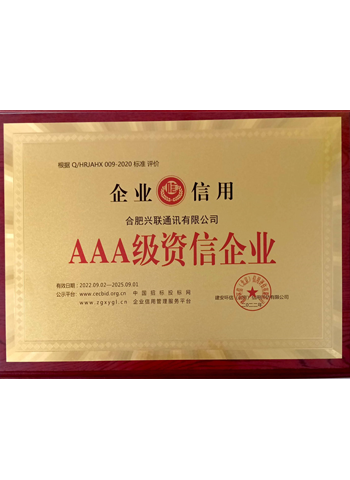 根据 Q/HRJAHX 009-2020 标准 评价
企业 信用
合肥兴联通讯有限公司
AAA级资信企业
有效日期：2022.09.02—2025.09.01
公示平台：www.cecbid.org.cn 中国招标投标网
www.zgxygl.cn 企业信用管理服务平台